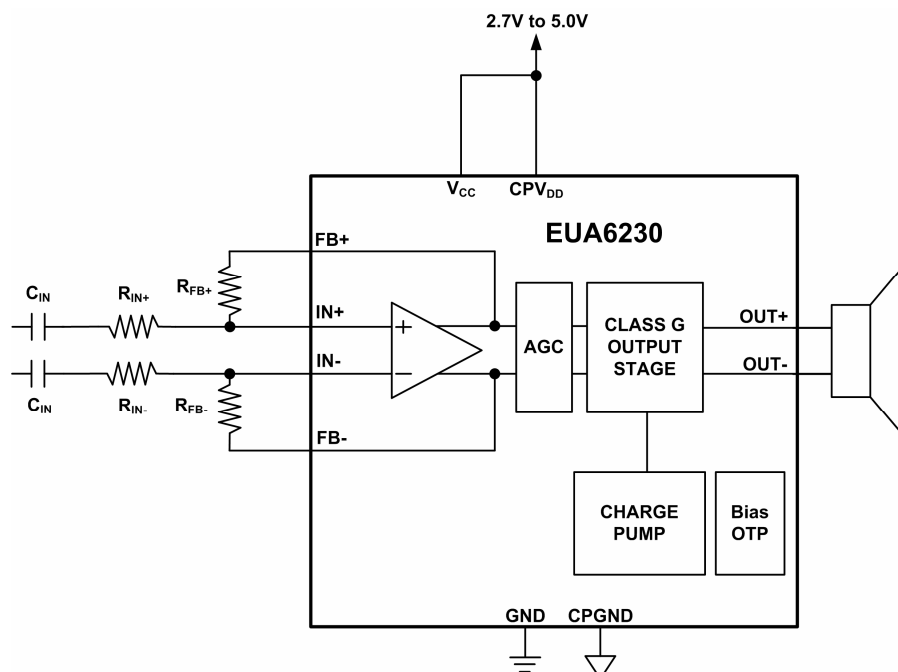 2.7V to 5.0V
VCC CPVDD
EUA6230
FB+
CIN RIN+ RFB+ IN+ OUT+
AGC
CLASS G
OUTPUT
STAGE
IN- OUT-
CIN RIN- RFB-
FB-
CHARGE
PUMP
Bias
OTP
GND CPGND